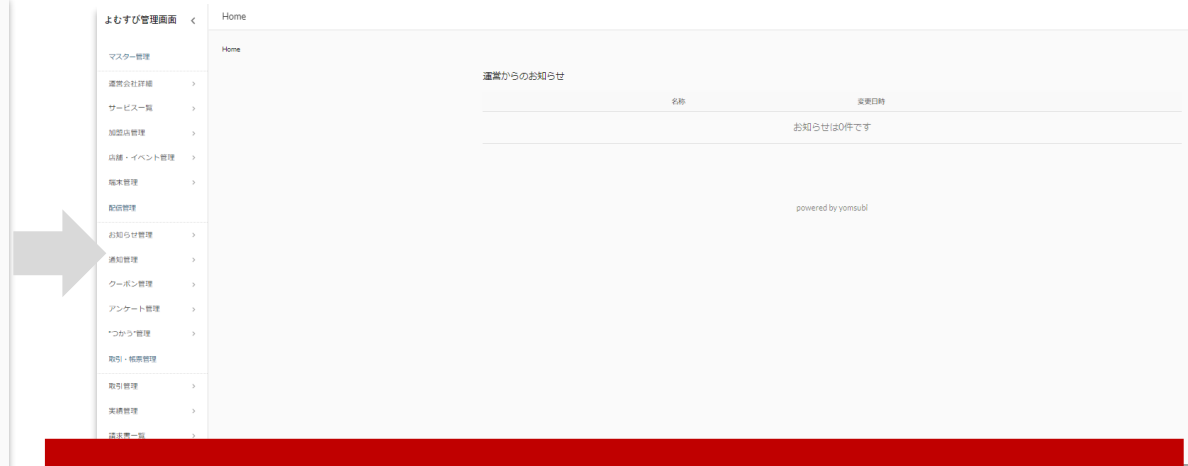 よむすび管理画面
Home
Home
マスター管理
運営会社詳細
サービス一覧
加盟店管理
店舗・イベント管理
端末管理
配信管理
お知らせ管理
通知管理
クーポン管理
アンケート管理
"つかう"管理
取引・帳票管理
取引管理
実績管理
請求書一覧
運営からのお知らせ
名称 変更日時
お知らせは0件です
powered by yomsubi